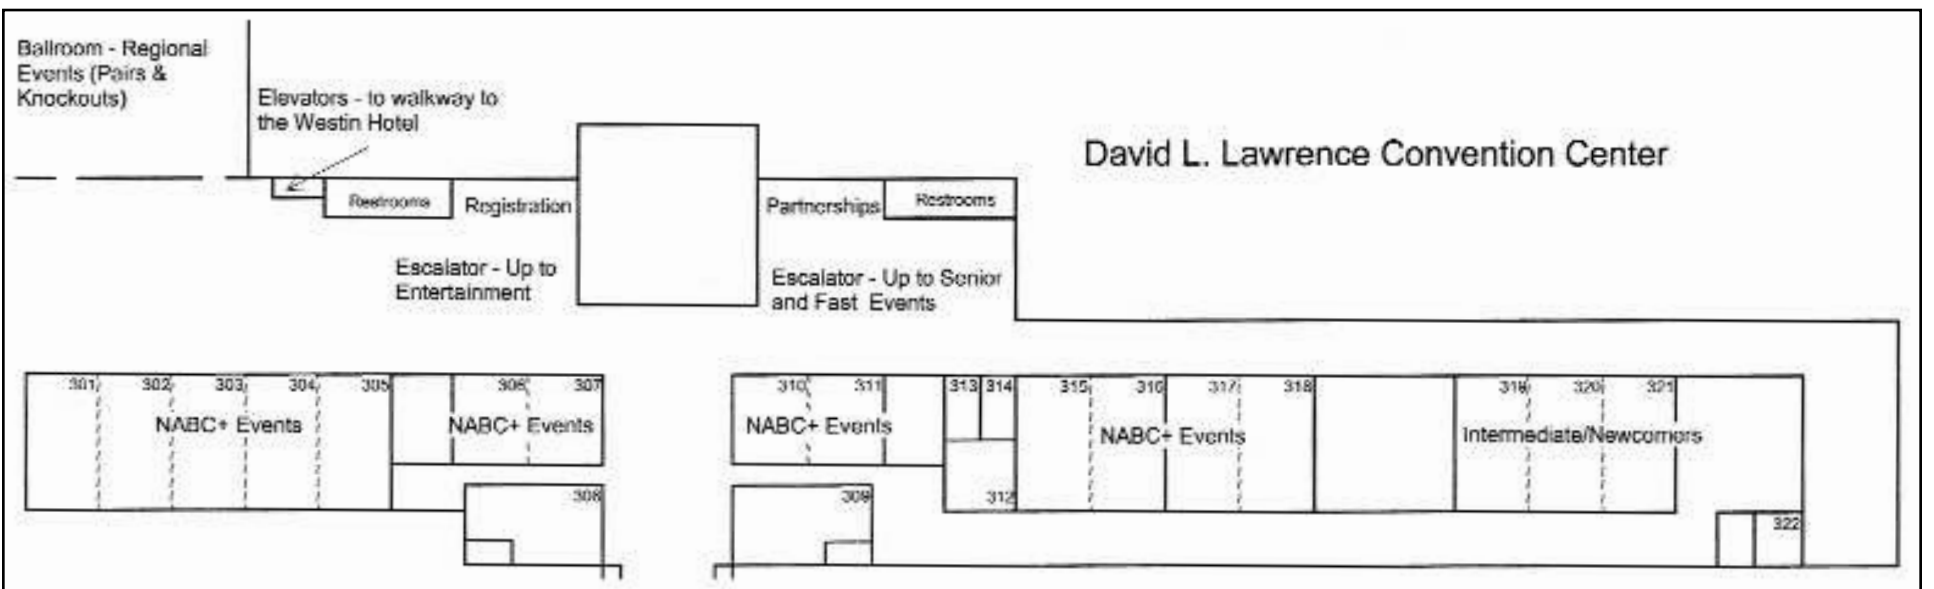 Ballroom - Regional
Events (Pairs &
Knockouts)
Elevators - to walkway to
the Westin Hotel
David L. Lawrence Convention Center
Restrooms
Registration
Partnerships
Restrooms
Escalator - Up to
Entertainment
Escalator - Up to Senior
and Fast Events
301 302 303 304 305 306 307 310 311 313 314 315 316 317 318 319 320 321
NABC+ Events
NABC+ Events
NABC+ Events
NABC+ Events
Intermediate/Newcomers
308
309
312
322